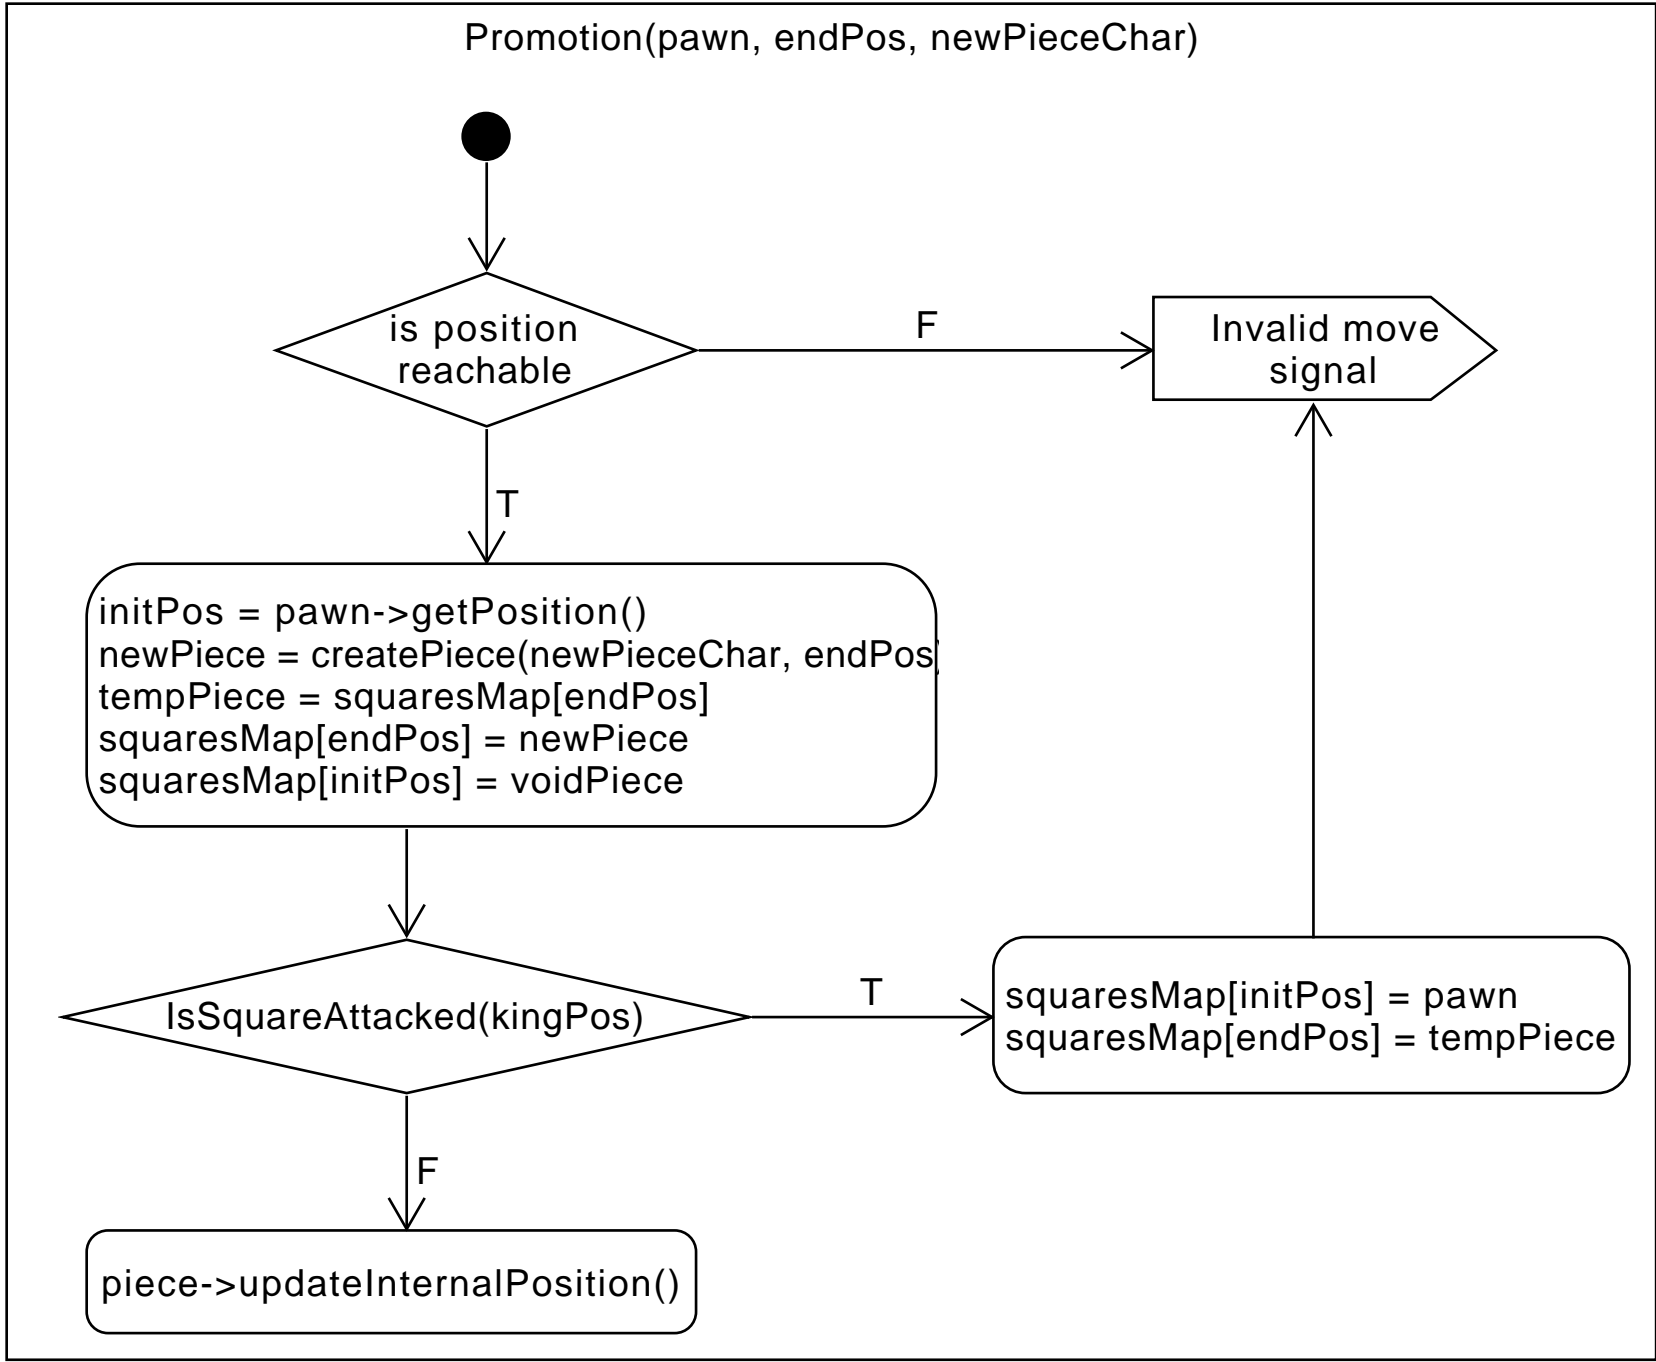 Promotion(pawn, endPos, newPieceChar)
is position
reachable
F
Invalid move
signal
T
initPos = pawn->getPosition()
newPiece = createPiece(newPieceChar, endPos)
tempPiece = squaresMap[endPos]
squaresMap[endPos] = newPiece
squaresMap[initPos] = voidPiece
IsSquareAttacked(kingPos)
T
squaresMap[initPos] = pawn
squaresMap[endPos] = tempPiece
F
piece->updateInternalPosition()